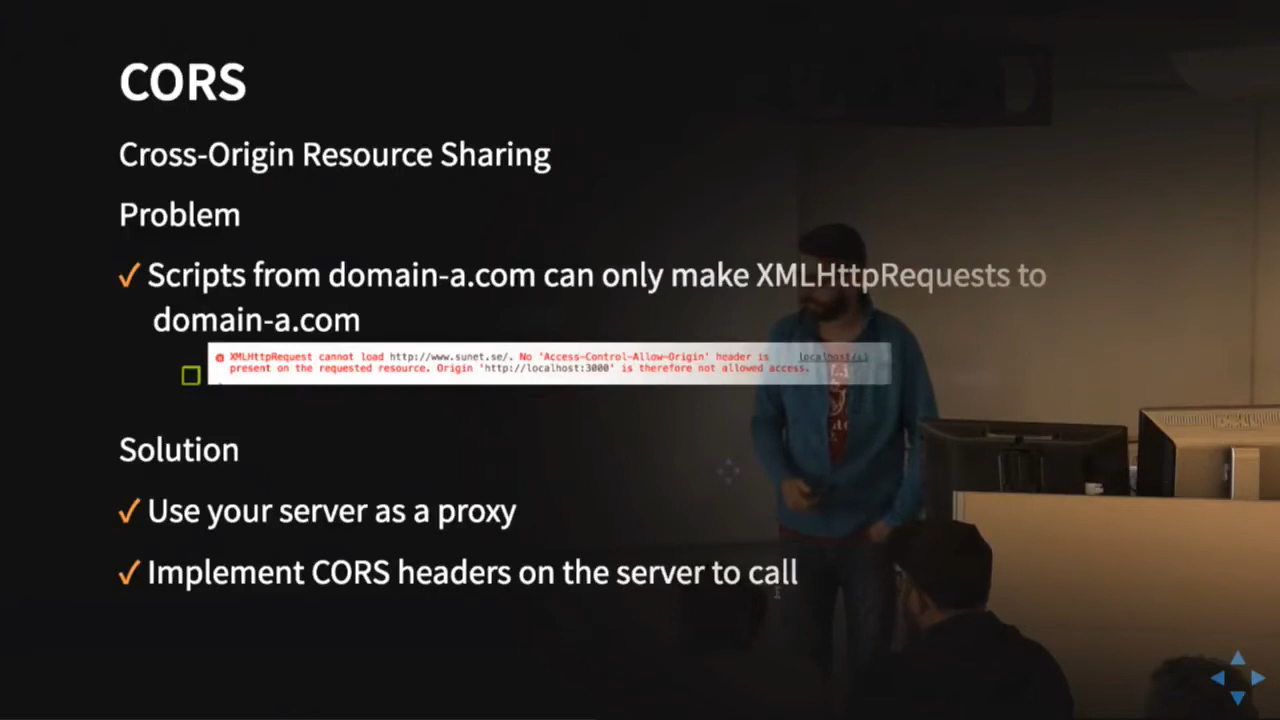 CORS
Cross-Origin Resource Sharing
Problem
✓ Scripts from domain-a.com can only make XMLHttpRequests to
domain-a.com
XMLHttpRequest cannot load http://www.sunet.se/. No 'Access-Control-Allow-Origin' header is
present on the requested resource. Origin 'http://localhost:3000' is therefore not allowed access.
Solution
✓ Use your server as a proxy
✓ Implement CORS headers on the server to call
DELL